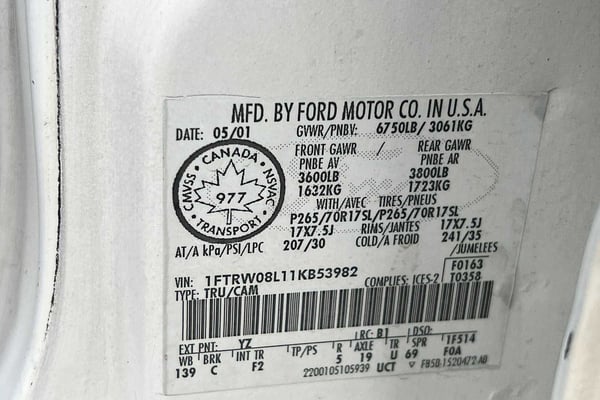 MFD. BY FORD MOTOR CO. IN U.S.A.
DATE: 05/01 GVWR/PNBV: 6750LB/ 3061KG
FRONT GAWR / REAR GAWR
PNBE AV PNBE AR
3600LB 3800LB
1632KG 1723KG
CMVSS · CANADA · NSVAC
977
· TRANSPORT ·
WITH/AVEC TIRES/PNEUS
P265/70R17SL/P265/70R17SL
17X7.5J RIMS/JANTES 17X7.5J
AT/A kPa/PSI/LPC 207/30 COLD/A FROID 241/35
/JUMELEES
VIN: 1FTRW08L11KB53982 F0163
TYPE: TRU/CAM COMPLIES: ICES-2 T0358
EXT PNT: YZ RC: B1 DSO:
WB BRK INT TR TP/PS R AXLE TR SPR 1F514
139 C F2 5 19 U 69 F0A
2200105105939 UCT F85B-1520472-AB